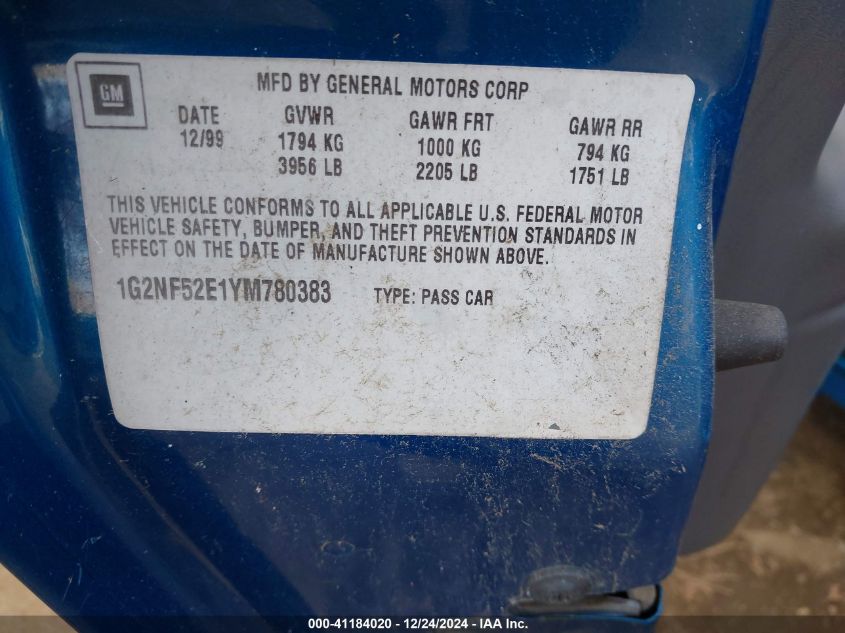 GM
MFD BY GENERAL MOTORS CORP
DATE GVWR GAWR FRT GAWR RR
12/99 1794 KG 1000 KG 794 KG
3956 LB 2205 LB 1751 LB
THIS VEHICLE CONFORMS TO ALL APPLICABLE U.S. FEDERAL MOTOR
VEHICLE SAFETY, BUMPER, AND THEFT PREVENTION STANDARDS IN
EFFECT ON THE DATE OF MANUFACTURE SHOWN ABOVE.
1G2NF52E1YM780383 TYPE: PASS CAR
000-41184020 - 12/24/2024 - IAA Inc.